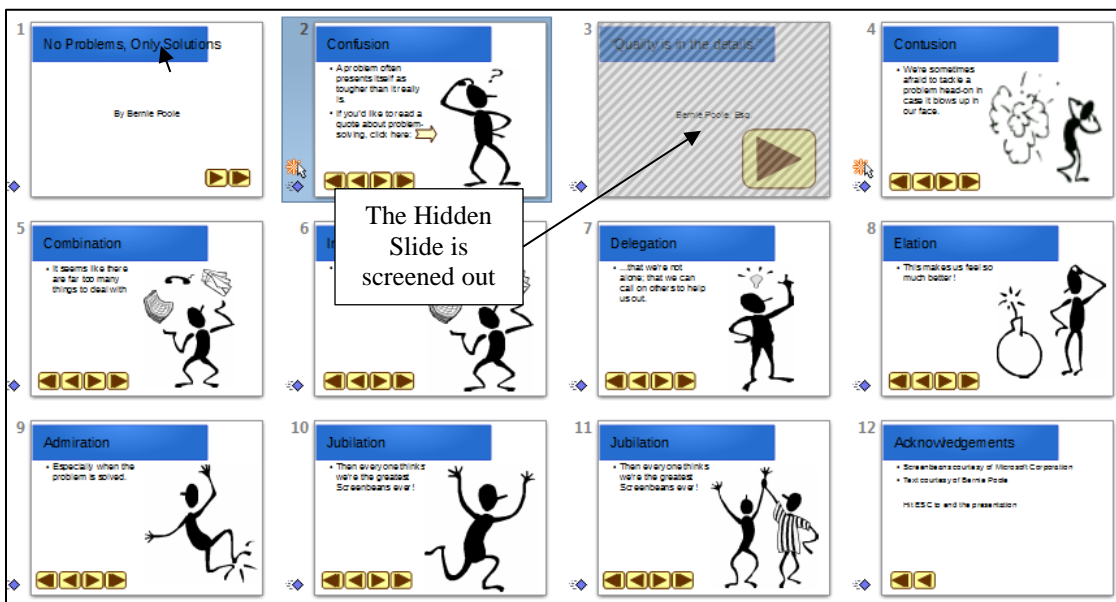 1
No Problems, Only Solutions
By Bernie Poole
2
Confusion
• A problem often
presents itself as
tougher than it really
is.
• If you'd like to read a
quote about problem-
solving, click here:
3
"Quality is in the details."
Bernie Poole, Esq.
4
Contusion
• We're sometimes
afraid to tackle a
problem head-on in
case it blows up in
our face.
The Hidden
Slide is
screened out
5
Combination
• It seems like there
are far too many
things to deal with
6
7
Delegation
• ...that we're not
alone; that we can
call on others to help
us out.
8
Elation
• This makes us feel so
much better!
9
Admiration
• Especially when the
problem is solved.
10
Jubilation
• Then everyone thinks
we're the greatest
Screenbeans ever!
11
Jubilation
• Then everyone thinks
we're the greatest
Screenbeans ever!
12
Acknowledgements
• Screenbeans courtesy of Microsoft Corporation
• Text courtesy of Bernie Poole
Hit ESC to end the presentation